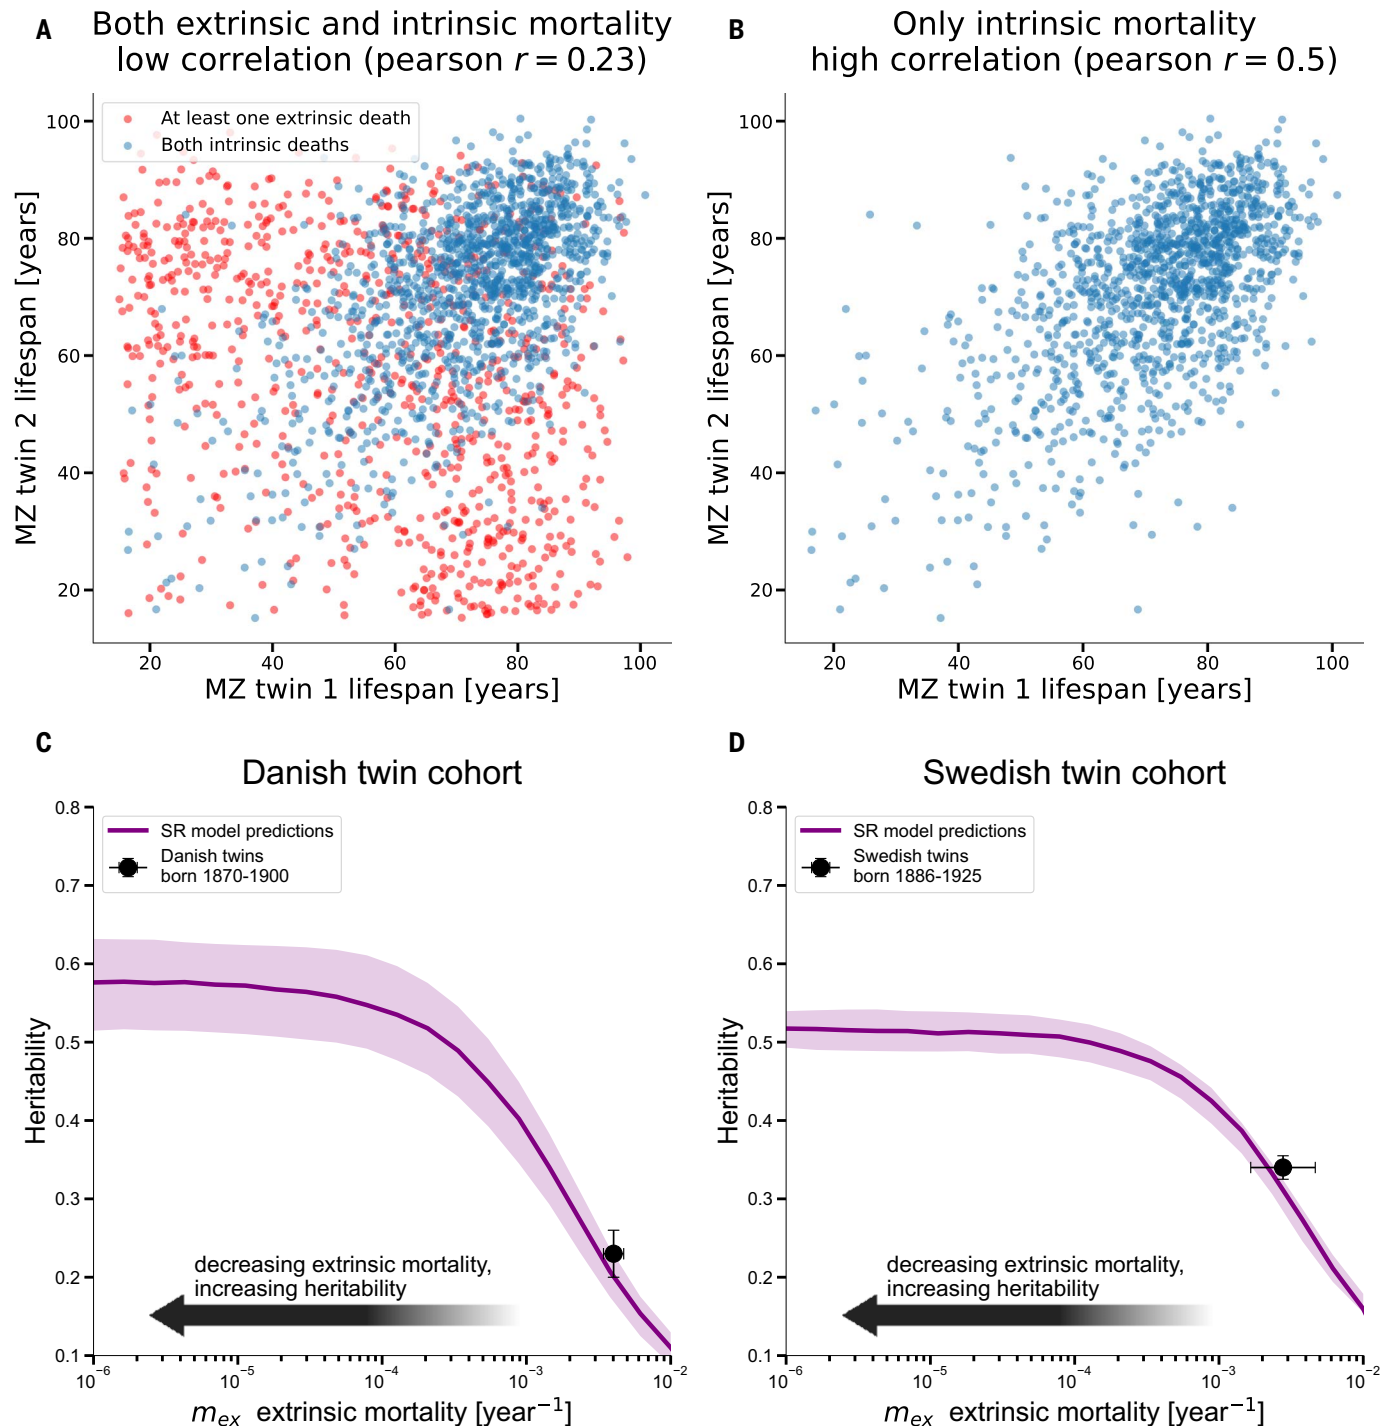 A
Both extrinsic and intrinsic mortality
low correlation (pearson r = 0.23)
At least one extrinsic death
Both intrinsic deaths
100
80
60
40
20
MZ twin 2 lifespan [years]
20 40 60 80 100
MZ twin 1 lifespan [years]
B
Only intrinsic mortality
high correlation (pearson r = 0.5)
100
80
60
40
20
MZ twin 2 lifespan [years]
20 40 60 80 100
MZ twin 1 lifespan [years]
C
Danish twin cohort
SR model predictions
Danish twins
born 1870-1900
0.8
0.7
0.6
0.5
0.4
0.3
0.2
0.1
Heritability
decreasing extrinsic mortality,
increasing heritability
10⁻⁶ 10⁻⁵ 10⁻⁴ 10⁻³ 10⁻²
mₑₓ extrinsic mortality [year⁻¹]
D
Swedish twin cohort
SR model predictions
Swedish twins
born 1886-1925
0.8
0.7
0.6
0.5
0.4
0.3
0.2
0.1
Heritability
decreasing extrinsic mortality,
increasing heritability
10⁻⁶ 10⁻⁵ 10⁻⁴ 10⁻³ 10⁻²
mₑₓ extrinsic mortality [year⁻¹]